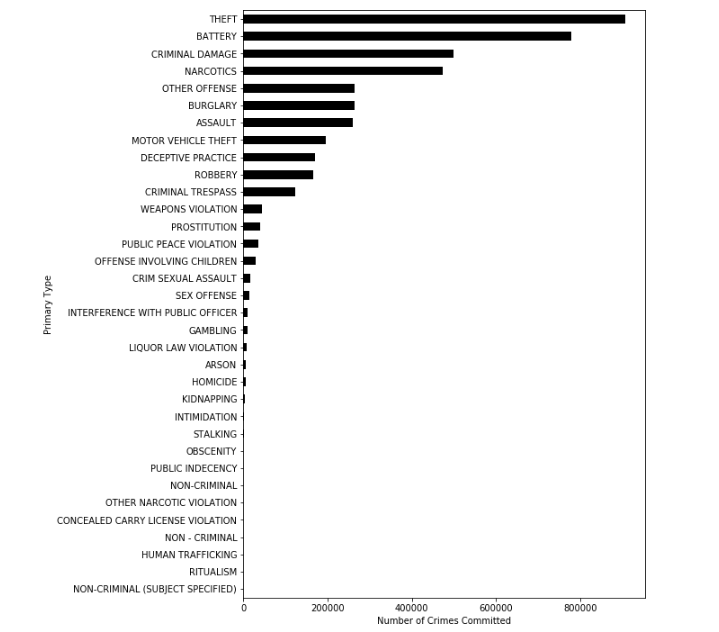 THEFT
BATTERY
CRIMINAL DAMAGE
NARCOTICS
OTHER OFFENSE
BURGLARY
ASSAULT
MOTOR VEHICLE THEFT
DECEPTIVE PRACTICE
ROBBERY
CRIMINAL TRESPASS
WEAPONS VIOLATION
PROSTITUTION
PUBLIC PEACE VIOLATION
OFFENSE INVOLVING CHILDREN
CRIM SEXUAL ASSAULT
SEX OFFENSE
INTERFERENCE WITH PUBLIC OFFICER
GAMBLING
LIQUOR LAW VIOLATION
ARSON
HOMICIDE
KIDNAPPING
INTIMIDATION
STALKING
OBSCENITY
PUBLIC INDECENCY
NON-CRIMINAL
OTHER NARCOTIC VIOLATION
CONCEALED CARRY LICENSE VIOLATION
NON - CRIMINAL
HUMAN TRAFFICKING
RITUALISM
NON-CRIMINAL (SUBJECT SPECIFIED)
Primary Type
0 200000 400000 600000 800000
Number of Crimes Committed